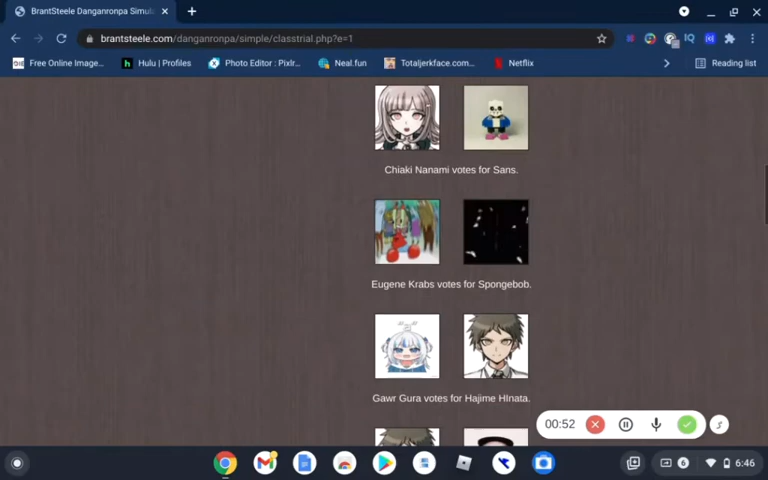 BrantSteele Danganronpa Simul
brantsteele.com/danganronpa/simple/classtrial.php?e=1
Free Online Image...
Hulu | Profiles
Photo Editor : Pixlr...
Neal.fun
Totaljerkface.com...
Netflix
Reading list
Chiaki Nanami votes for Sans.
Eugene Krabs votes for Spongebob.
Gawr Gura votes for Hajime HInata.
00:52
6
6:46